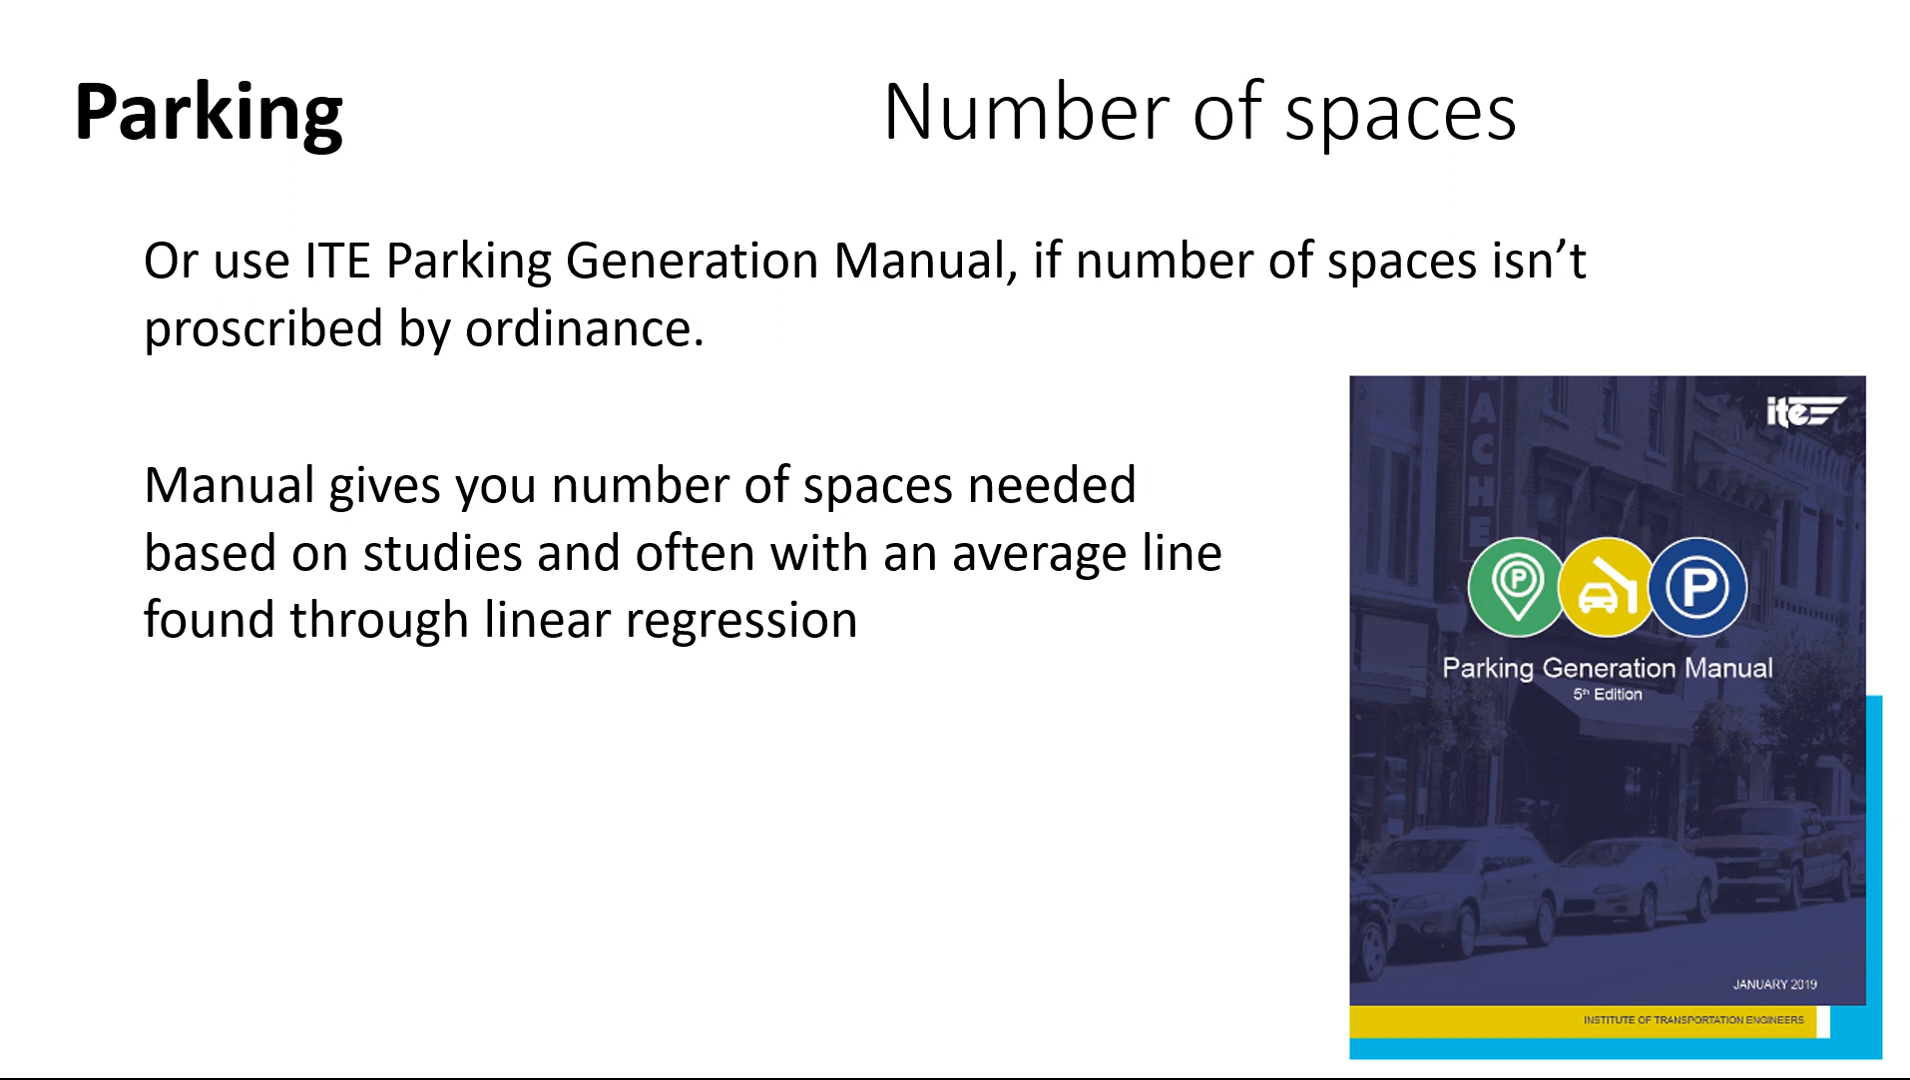 Parking
Number of spaces
Or use ITE Parking Generation Manual, if number of spaces isn’t
proscribed by ordinance.
Manual gives you number of spaces needed
based on studies and often with an average line
found through linear regression
ite
ACHE
P
P
Parking Generation Manual
5th Edition
JANUARY 2019
INSTITUTE OF TRANSPORTATION ENGINEERS